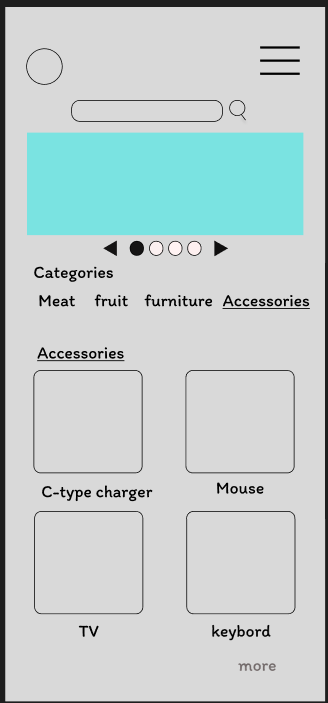 Categories
Meat fruit furniture Accessories
Accessories
C-type charger Mouse
TV keybord
more